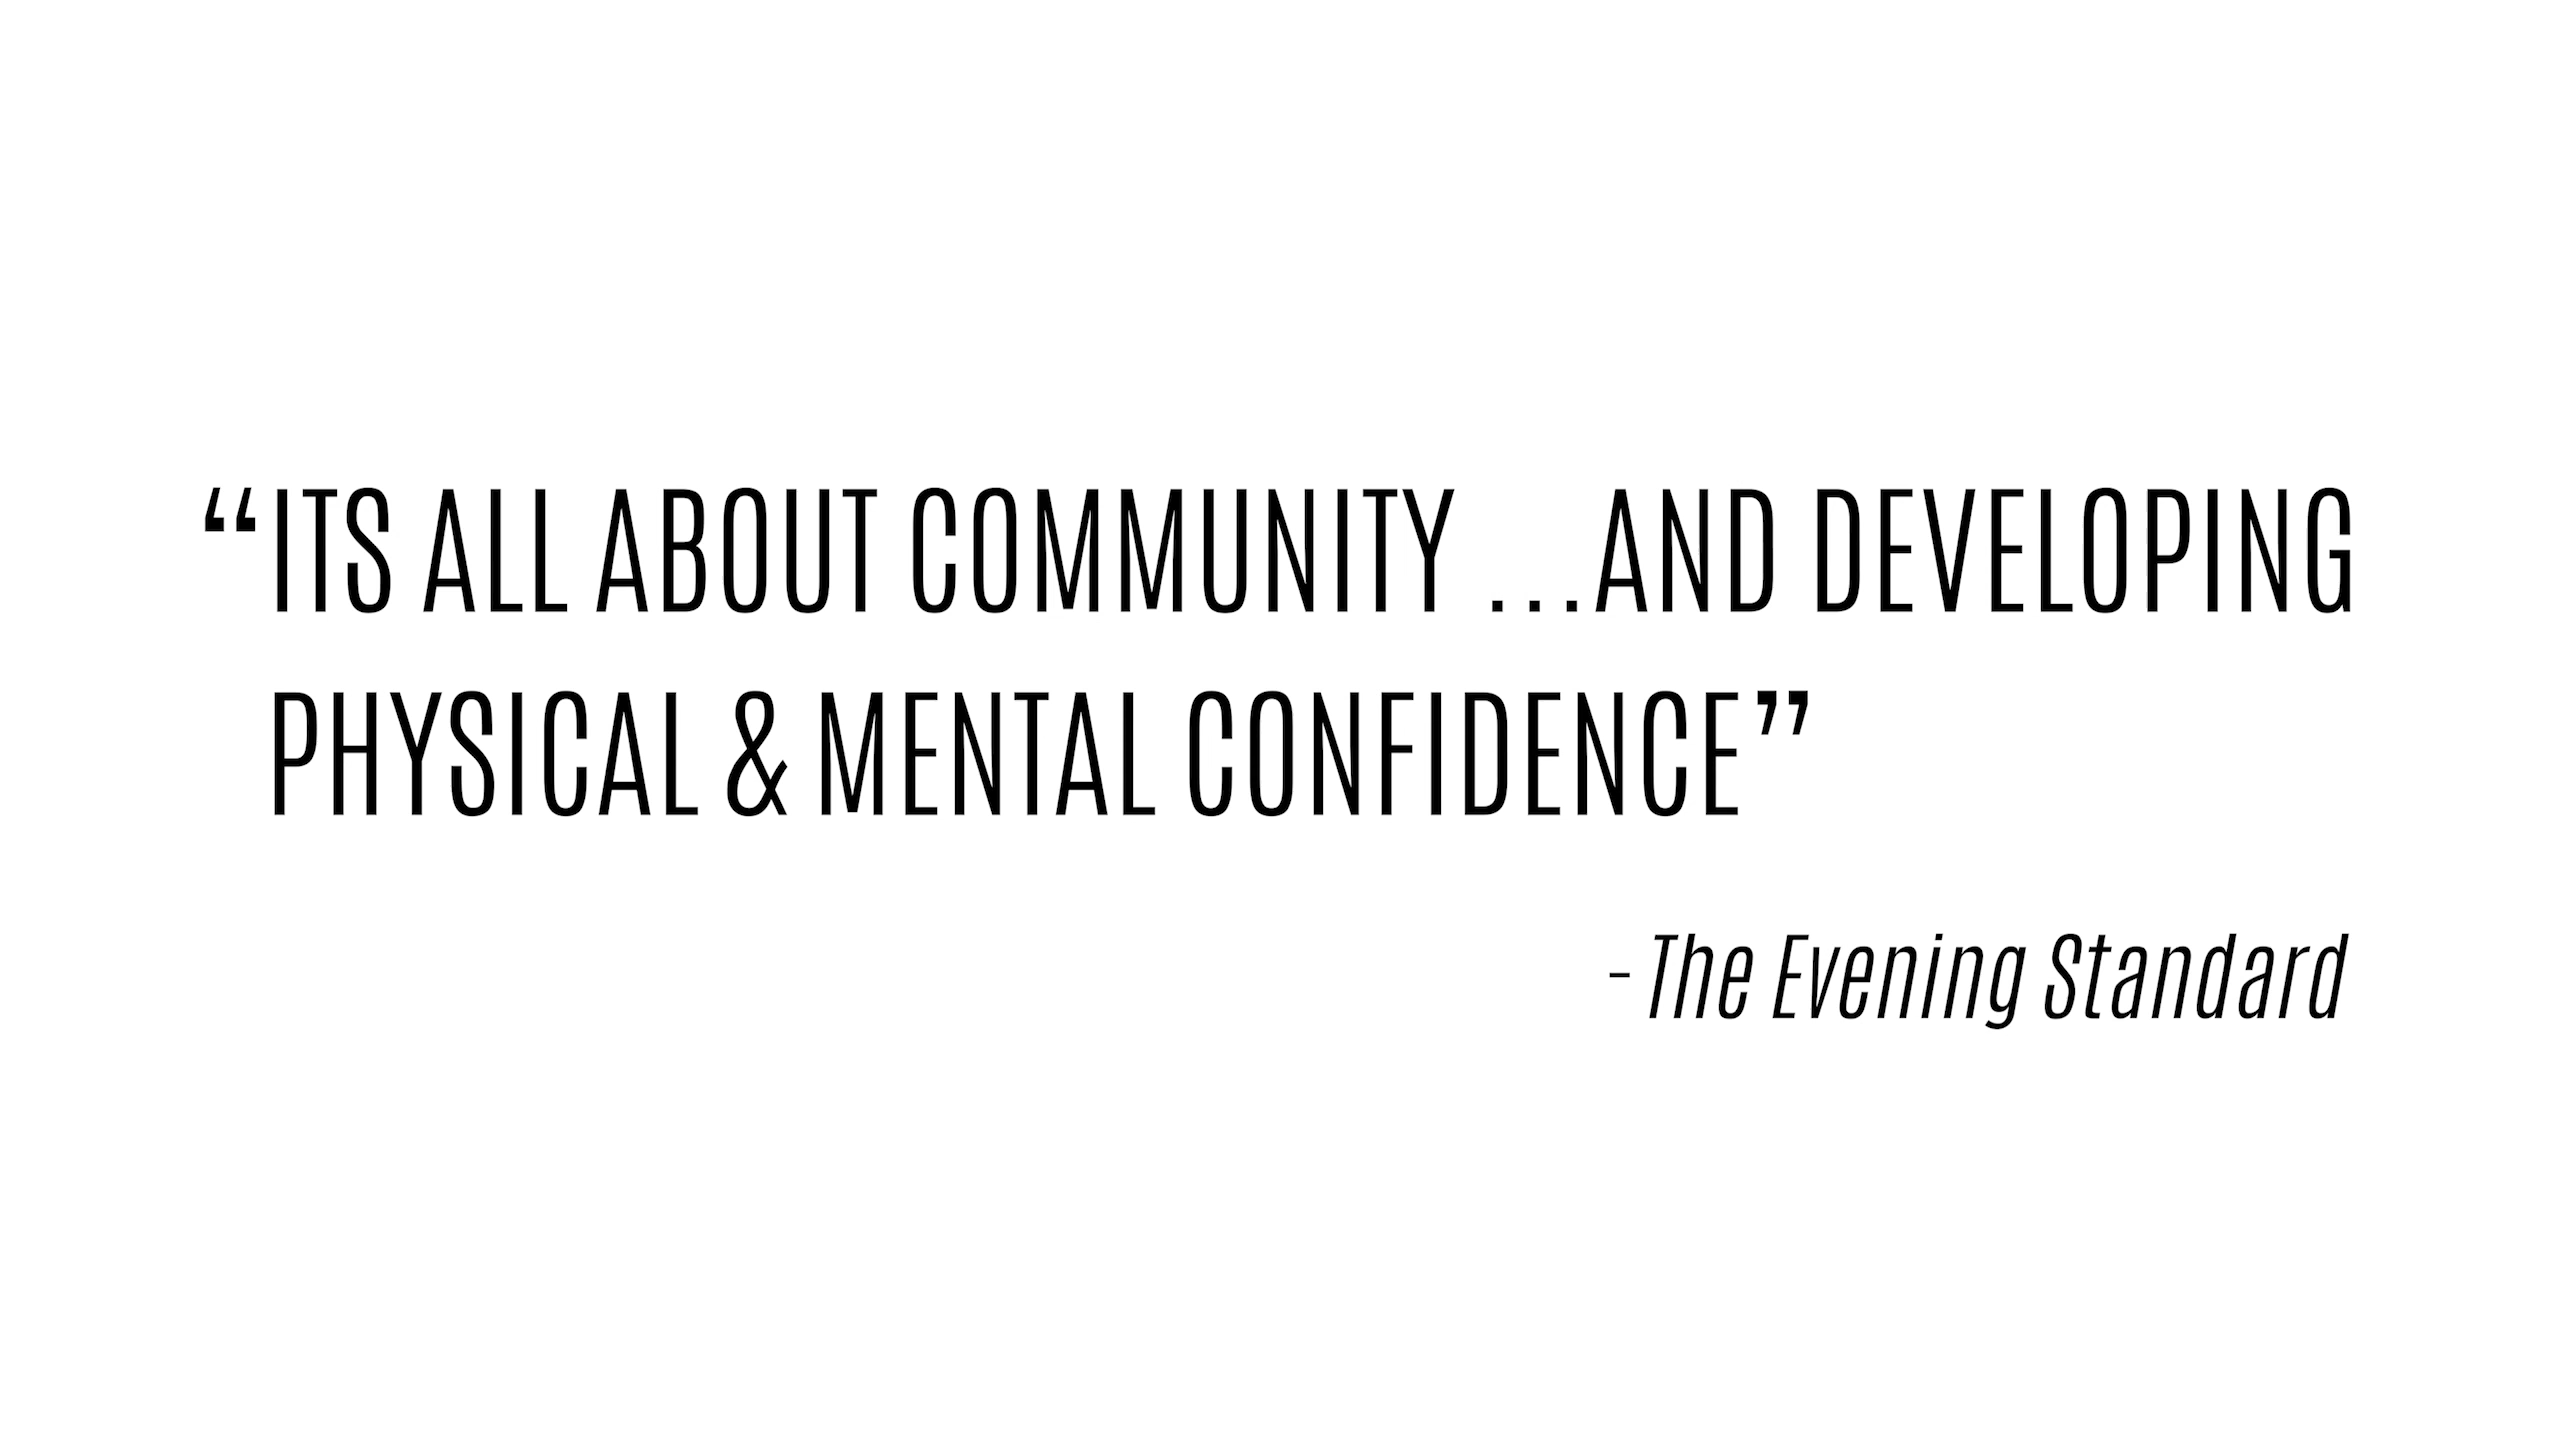 “ITS ALL ABOUT COMMUNITY ...AND DEVELOPING
PHYSICAL & MENTAL CONFIDENCE”
- The Evening Standard